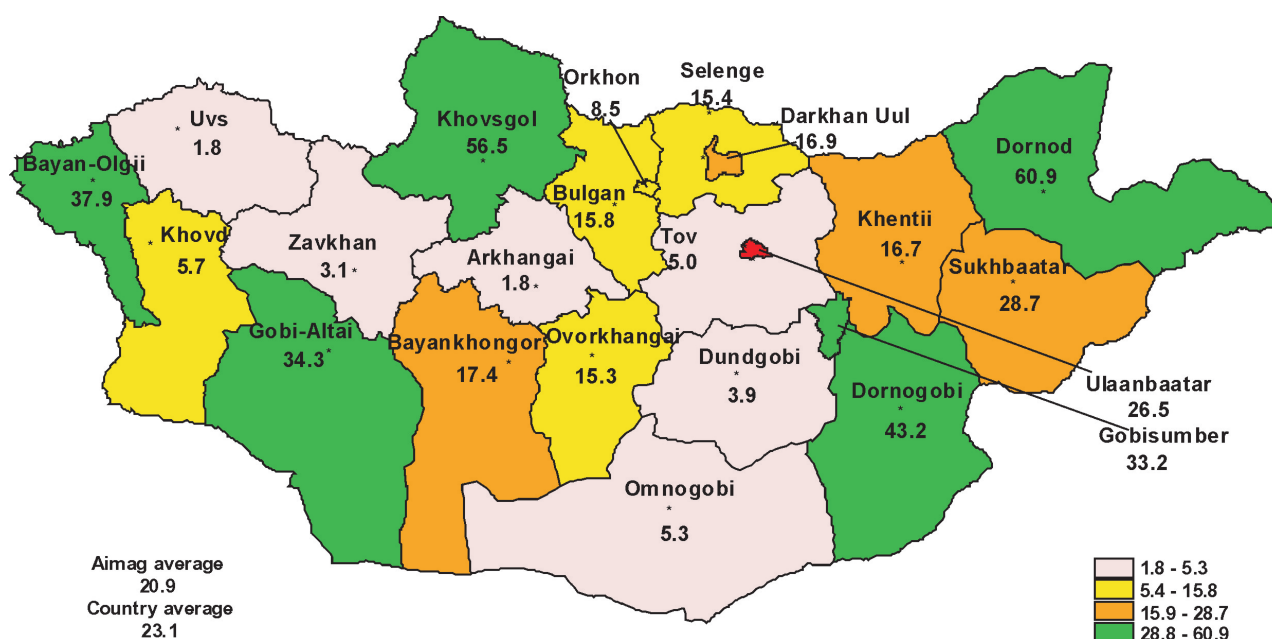 Orkhon
8.5
Selenge
15.4
Darkhan Uul
16.9
Uvs
1.8
Khovsgol
56.5
Dornod
60.9
Bayan-Olgii
37.9
Bulgan
15.8
Khovd
5.7
Zavkhan
3.1
Arkhangai
1.8
Tov
5.0
Khentii
16.7
Sukhbaatar
28.7
Gobi-Altai
34.3
Bayankhongor
17.4
Ovorkhangai
15.3
Dundgobi
3.9
Dornogobi
43.2
Ulaanbaatar
26.5
Gobisumber
33.2
Omnogobi
5.3
Aimag average
20.9
Country average
23.1
1.8 - 5.3
5.4 - 15.8
15.9 - 28.7
28.8 - 60.9